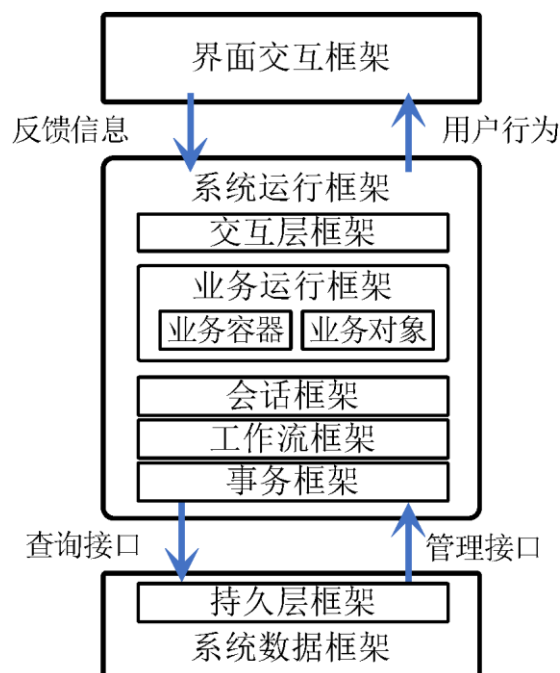 界面交互框架
反馈信息
用户行为
系统运行框架
交互层框架
业务运行框架
业务容器
业务对象
会话框架
工作流框架
事务框架
查询接口
管理接口
持久层框架
系统数据框架